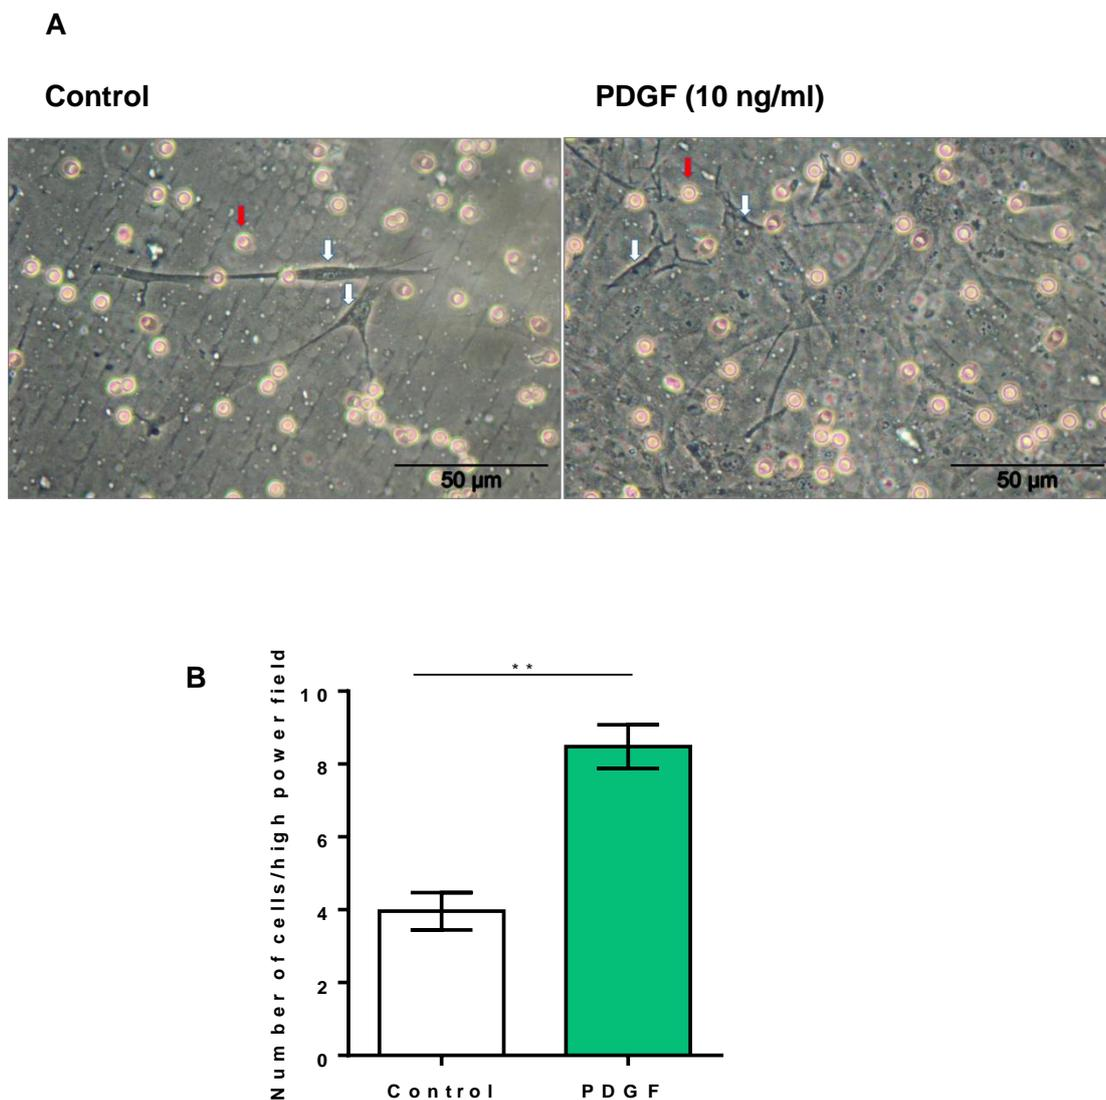 A
Control
PDGF (10 ng/ml)
50 µm
50 µm
B
Number of cells/high power field
**
10
8
6
4
2
0
Control
PDGF